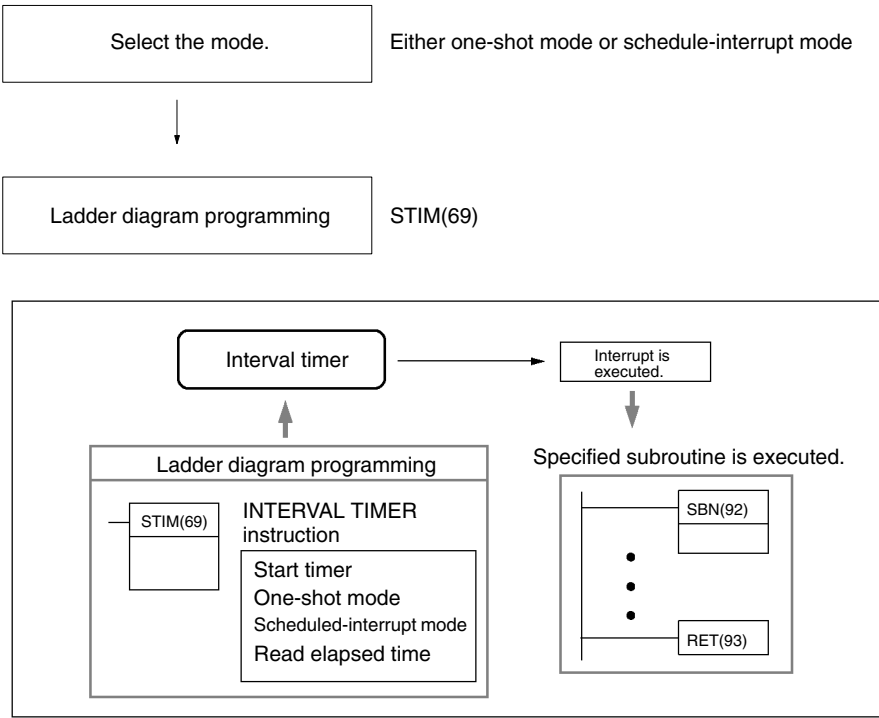 Select the mode.
Either one-shot mode or schedule-interrupt mode
Ladder diagram programming
STIM(69)
Interval timer
Interrupt is
executed.
Ladder diagram programming
STIM(69)
INTERVAL TIMER
instruction
Start timer
One-shot mode
Scheduled-interrupt mode
Read elapsed time
Specified subroutine is executed.
SBN(92)
RET(93)